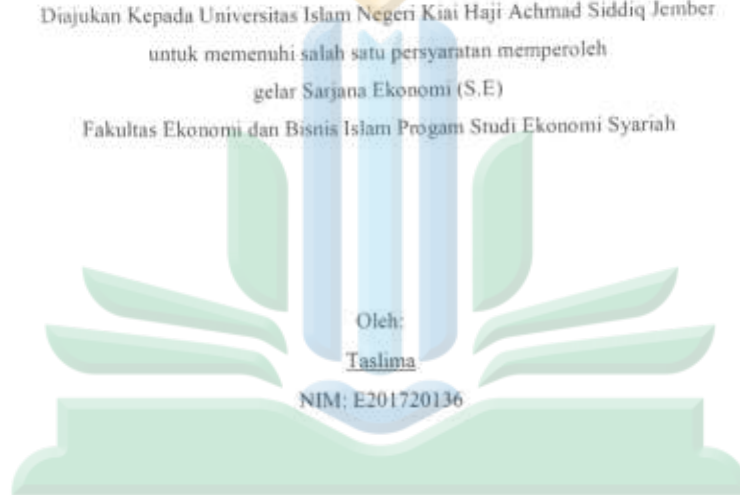 Diajukan Kepada Universitas Islam Negeri Kiai Haji Achmad Siddiq Jember
untuk memenuhi salah satu persyaratan memperoleh
gelar Sarjana Ekonomi (S.E)
Fakultas Ekonomi dan Bisnis Islam Progam Studi Ekonomi Syariah
Oleh:
Taslima
NIM: E201720136